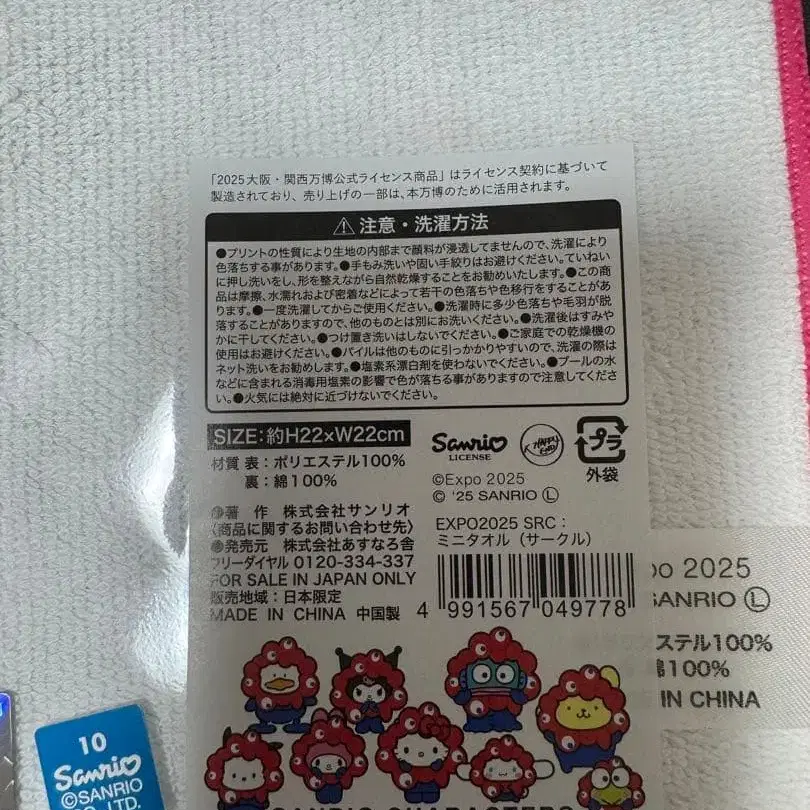 「2025大阪・関西万博公式ライセンス商品」はライセンス契約に基づいて
製造されており、売り上げの一部は、本万博のために活用されます。
注意・洗濯方法
●プリントの性質により生地の内部まで顔料が浸透してませんので、洗濯により
色落ちする事があります。●手もみ洗いや固い手絞りはお避けください。ていねい
に押し洗いをし、形を整えながら自然乾燥することをお勧めいたします。●この商
品は摩擦、水濡れおよび密着などによって若干の色落ちや色移行をすることがあ
ります。●一度洗濯してからご使用ください。●洗濯時に多少色落ちや毛羽が脱
落することがありますので、他のものとは別にお洗いください。●洗濯後はすみや
かに干してください。●つけ置き洗いはしないでください。●ご家庭での乾燥機の
使用はお避けください。●パイルは他のものに引っかかりやすいので、洗濯の際は
ネット洗いをお勧めします。●塩素系漂白剤を使わないでください。●プールの水
などに含まれる消毒用塩素の影響で色が落ちる事がありますので注意してくださ
い。●火気には絶対に近づけないでください。
SIZE:約H22×W22cm
材質 表:ポリエステル100%
裏:綿100%
Sanrio
LICENSE
プラ
外袋
©Expo 2025
© '25 SANRIO Ⓛ
●著 作 株式会社サンリオ
〈商品に関するお問い合わせ先〉
●発売元 株式会社あすなろ舎
フリーダイヤル 0120-334-337
FOR SALE IN JAPAN ONLY
販売地域:日本限定
MADE IN CHINA 中国製
EXPO2025 SRC:
ミニタオル(サークル)
4 991567 049778
po 2025
SANRIO Ⓛ
ステル100%
綿100%
IN CHINA
10
Sanrio
©SANRIO
LTD.
SANRIO CHARACTERS